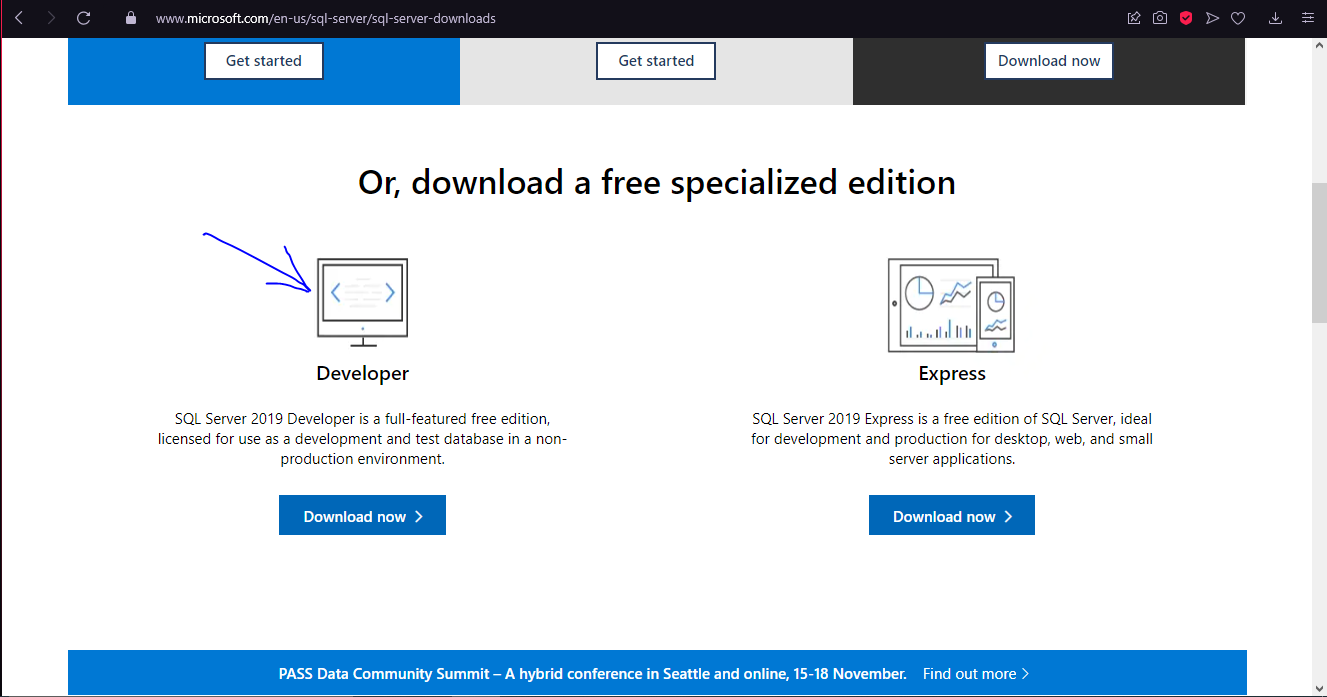 www.microsoft.com/en-us/sql-server/sql-server-downloads
Get started
Get started
Download now
Or, download a free specialized edition
Developer
SQL Server 2019 Developer is a full-featured free edition,
licensed for use as a development and test database in a non-
production environment.
Download now
Express
SQL Server 2019 Express is a free edition of SQL Server, ideal
for development and production for desktop, web, and small
server applications.
Download now
PASS Data Community Summit – A hybrid conference in Seattle and online, 15-18 November. Find out more